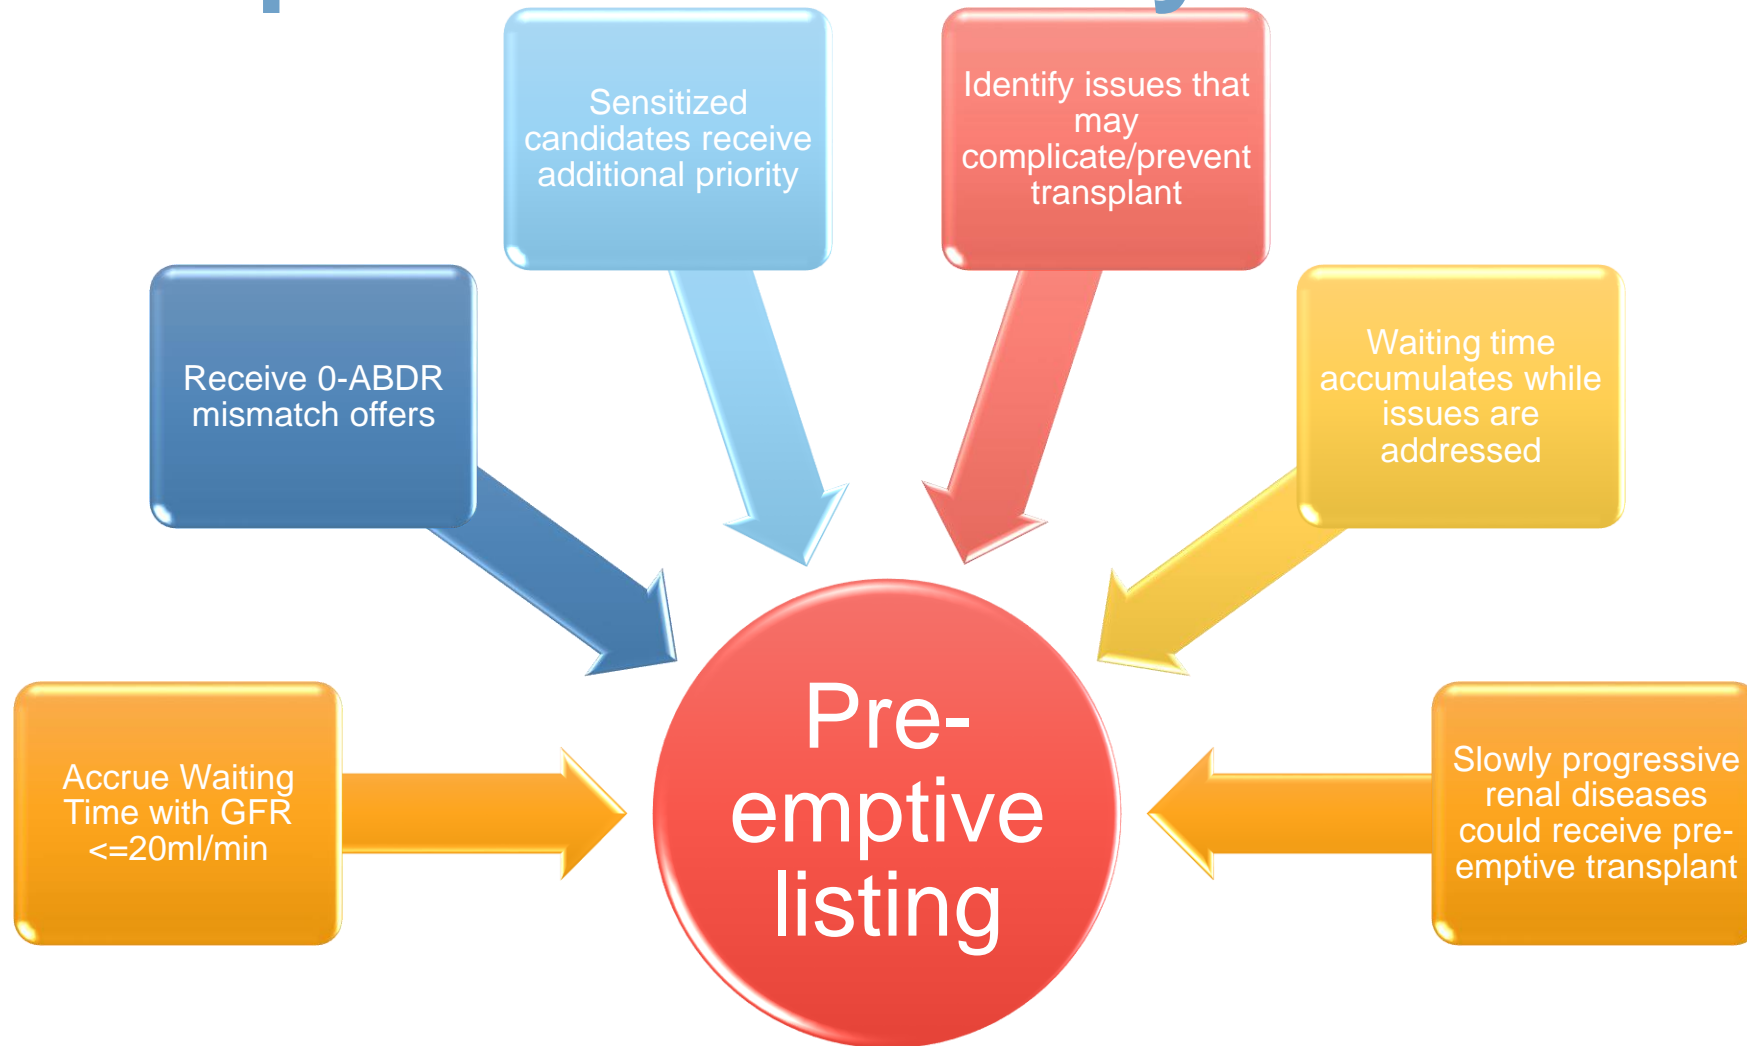 Sensitized
candidates receive
additional priority
Identify issues that
may
complicate/prevent
transplant
Receive 0-ABDR
mismatch offers
Waiting time
accumulates while
issues are
addressed
Accrue Waiting
Time with GFR
<=20ml/min
Slowly progressive
renal diseases
could receive pre-
emptive transplant
Pre-
emptive
listing